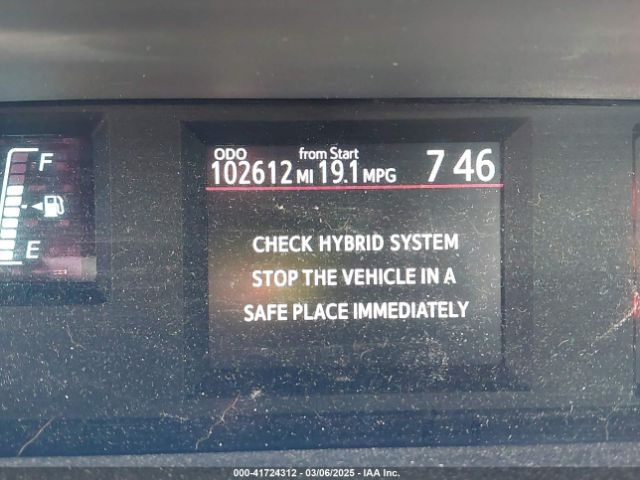 F
E
ODO from Start
102612 MI 19.1 MPG 7 46
CHECK HYBRID SYSTEM
STOP THE VEHICLE IN A
SAFE PLACE IMMEDIATELY
000-41724312 - 03/06/2025 - IAA Inc.